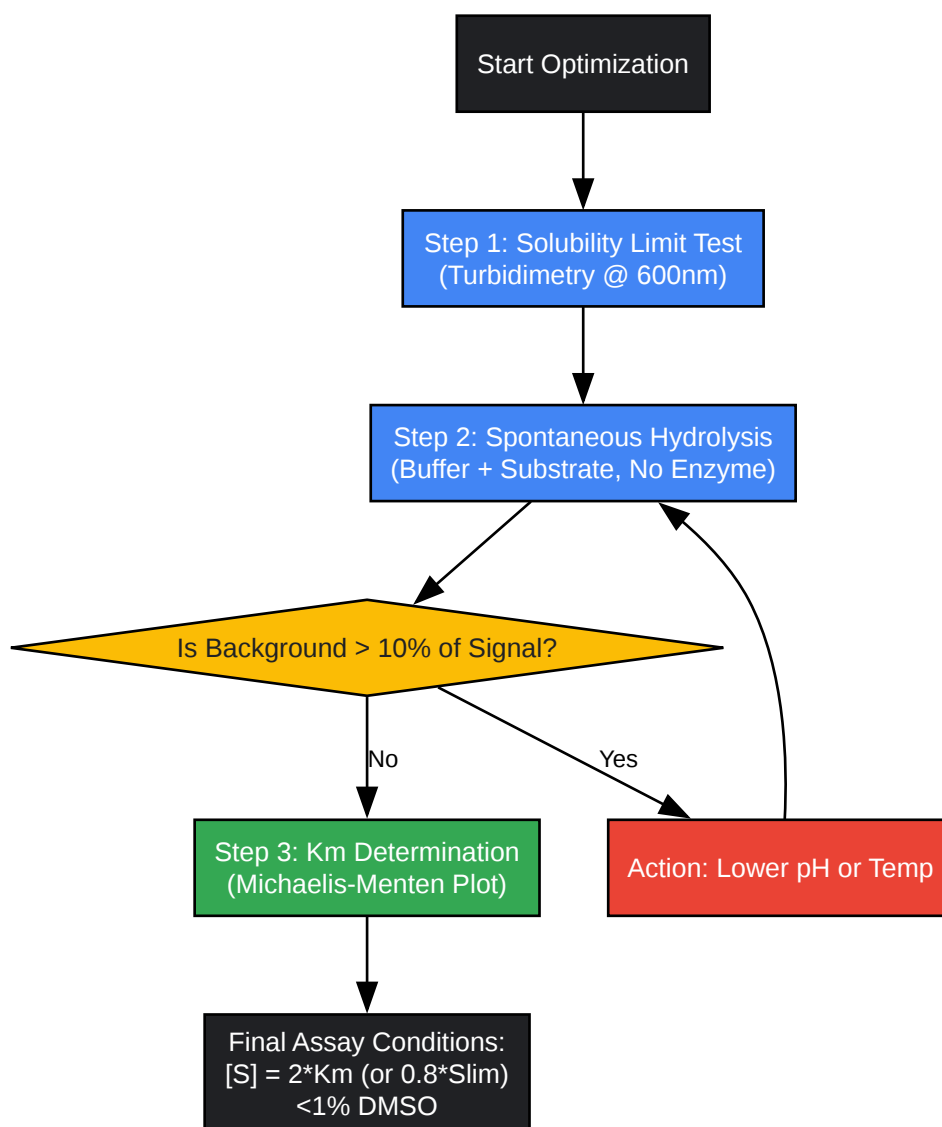 Start Optimization
Step 1: Solubility Limit Test
(Turbidimetry @ 600nm)
Step 2: Spontaneous Hydrolysis
(Buffer + Substrate, No Enzyme)
Is Background > 10% of Signal?
No
Yes
Step 3: Km Determination
(Michaelis-Menten Plot)
Action: Lower pH or Temp
Final Assay Conditions:
[S] = 2*Km (or 0.8*Slim)
<1% DMSO